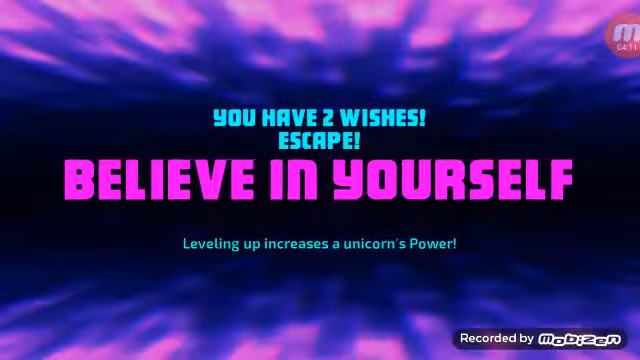 YOU HAVE 2 WISHES!
ESCAPE!
BELIEVE IN YOURSELF
Leveling up increases a unicorn's Power!
m
04:11
Recorded by mobizen